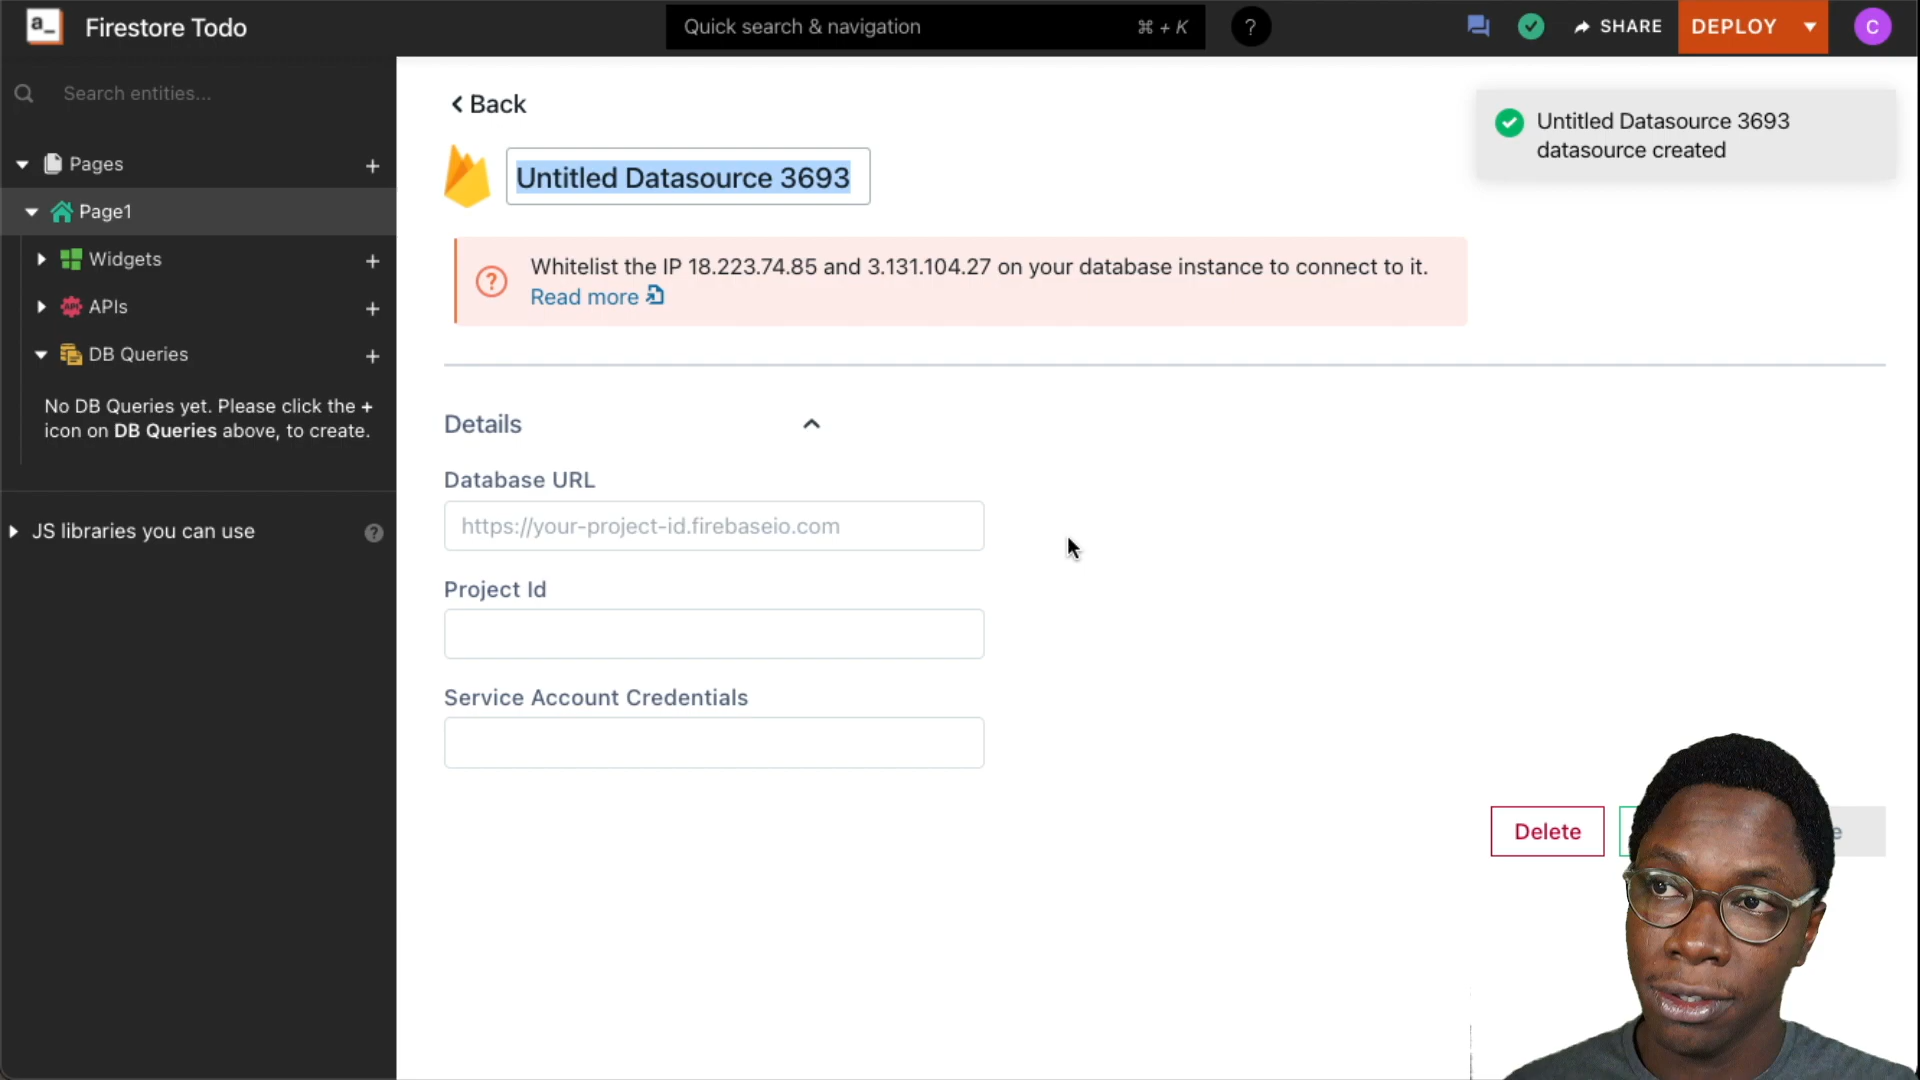 a_ Firestore Todo
Quick search & navigation ⌘ + K ?
SHARE DEPLOY C
Search entities...
Pages +
Page1
Widgets +
APIs +
DB Queries +
No DB Queries yet. Please click the +
icon on DB Queries above, to create.
JS libraries you can use ?
Back
Untitled Datasource 3693
Untitled Datasource 3693
datasource created
? Whitelist the IP 18.223.74.85 and 3.131.104.27 on your database instance to connect to it.
Read more
Details
Database URL
https://your-project-id.firebaseio.com
Project Id
Service Account Credentials
Delete